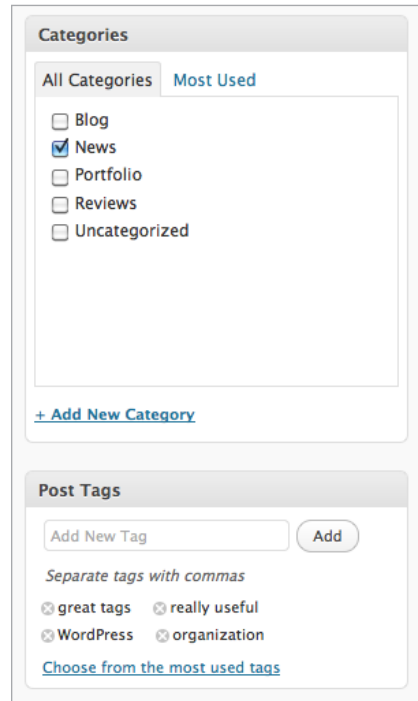 Categories
All Categories Most Used
Blog
News
Portfolio
Reviews
Uncategorized
+ Add New Category
Post Tags
Add New Tag Add
Separate tags with commas
great tags really useful
WordPress organization
Choose from the most used tags